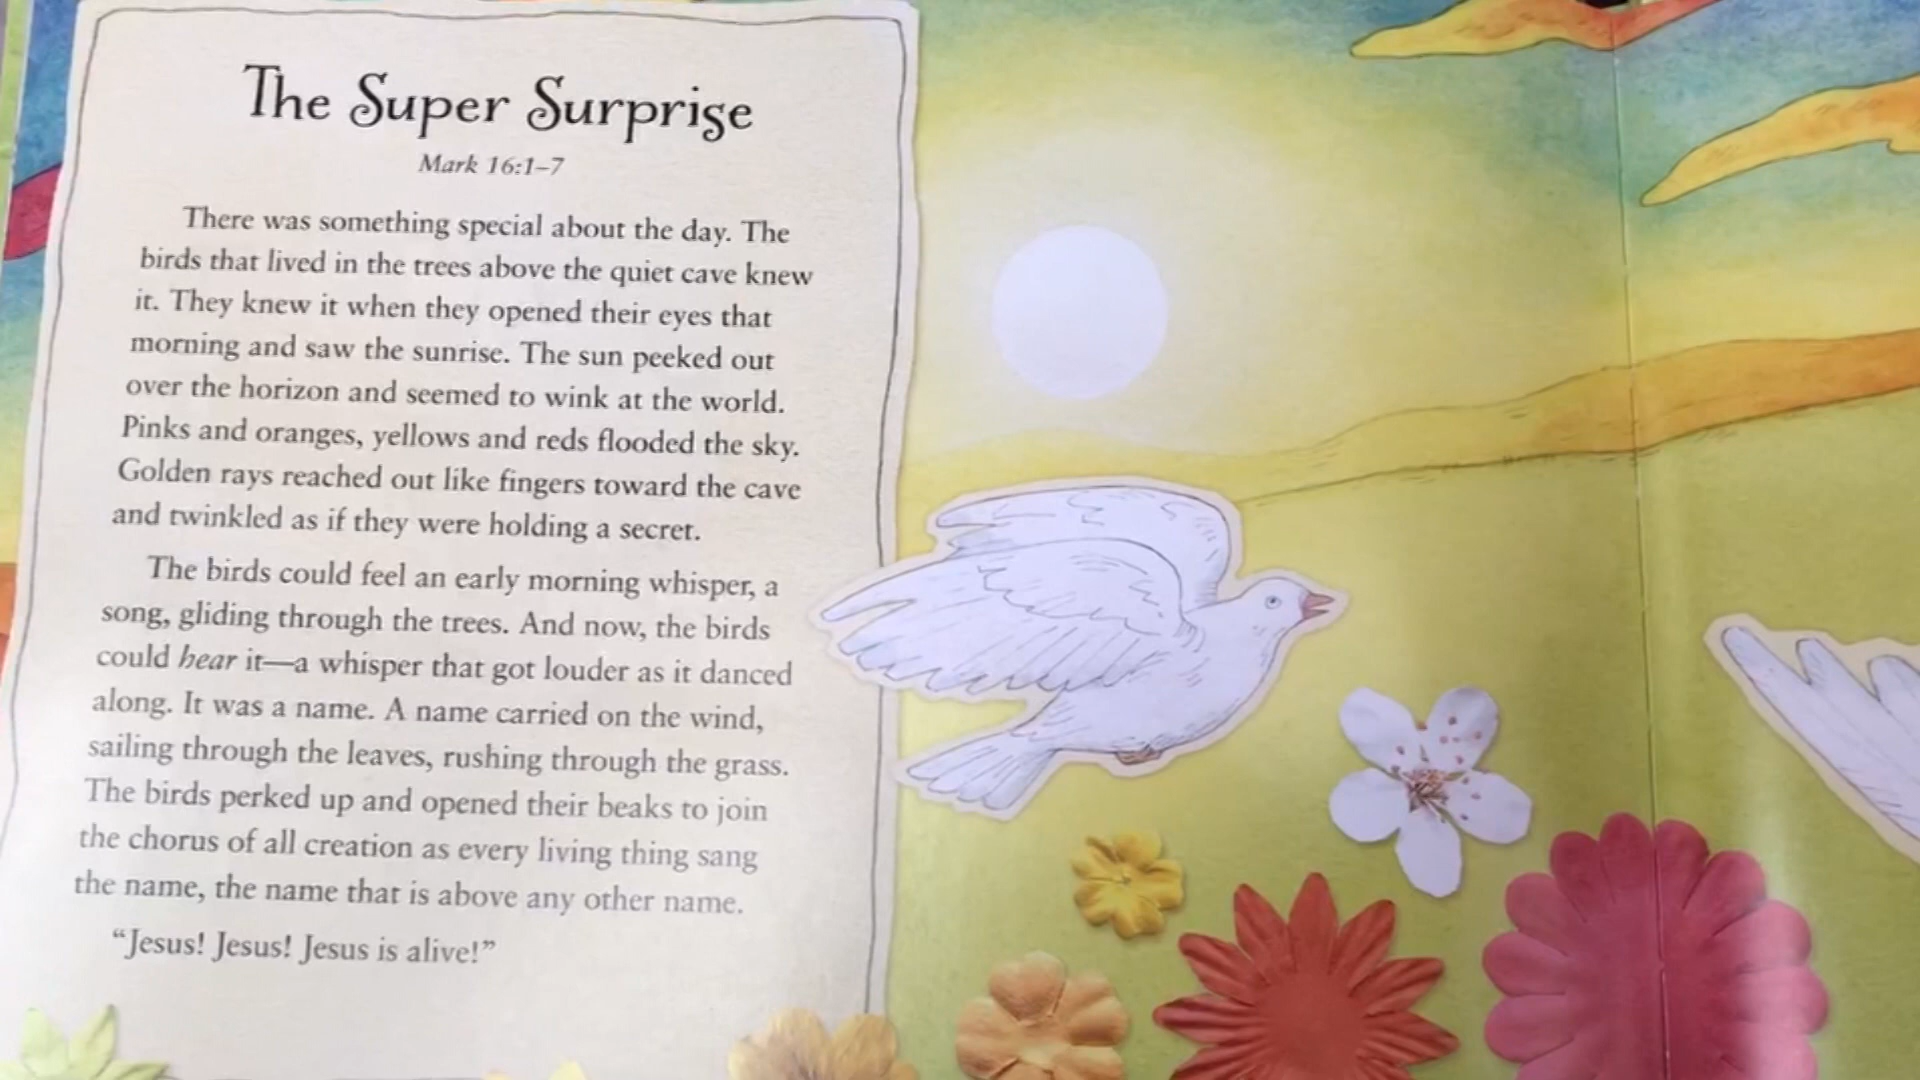 The Super Surprise
Mark 16:1–7
There was something special about the day. The
birds that lived in the trees above the quiet cave knew
it. They knew it when they opened their eyes that
morning and saw the sunrise. The sun peeked out
over the horizon and seemed to wink at the world.
Pinks and oranges, yellows and reds flooded the sky.
Golden rays reached out like fingers toward the cave
and twinkled as if they were holding a secret.
The birds could feel an early morning whisper, a
song, gliding through the trees. And now, the birds
could hear it—a whisper that got louder as it danced
along. It was a name. A name carried on the wind,
sailing through the leaves, rushing through the grass.
The birds perked up and opened their beaks to join
the chorus of all creation as every living thing sang
the name, the name that is above any other name.
“Jesus! Jesus! Jesus is alive!”